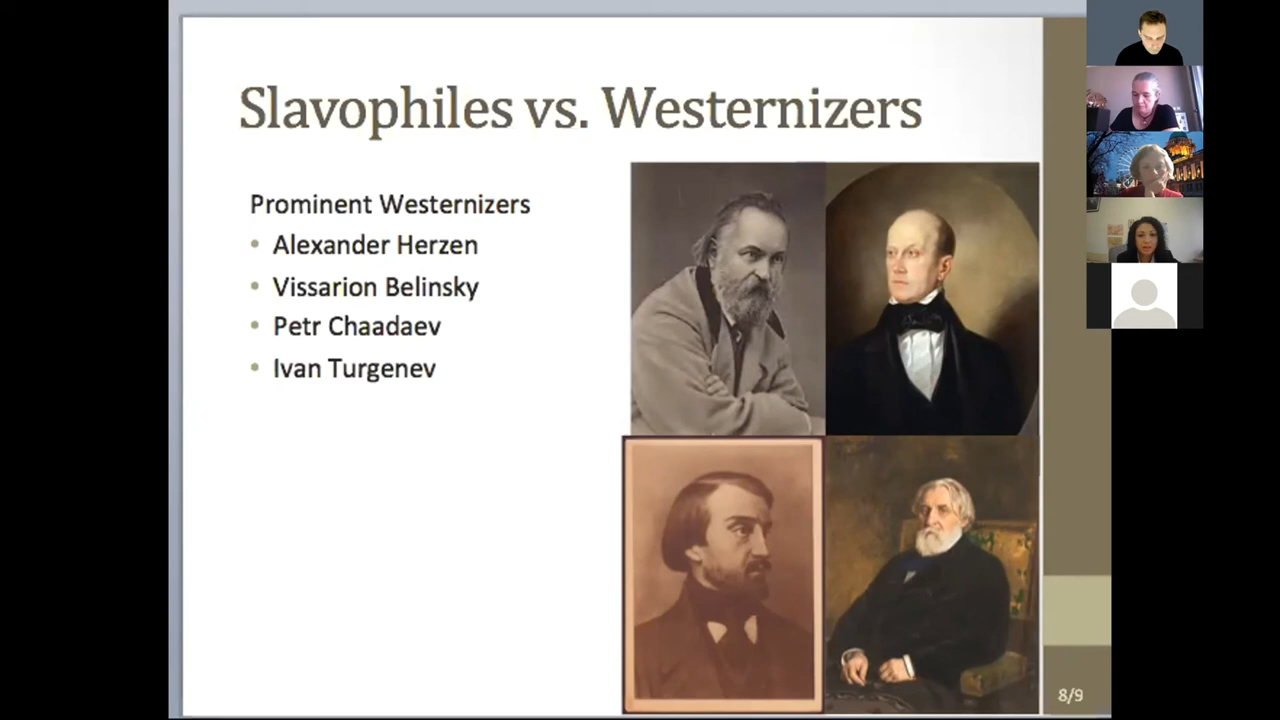 Slavophiles vs. Westernizers
Prominent Westernizers
• Alexander Herzen
• Vissarion Belinsky
• Petr Chaadaev
• Ivan Turgenev
8/9